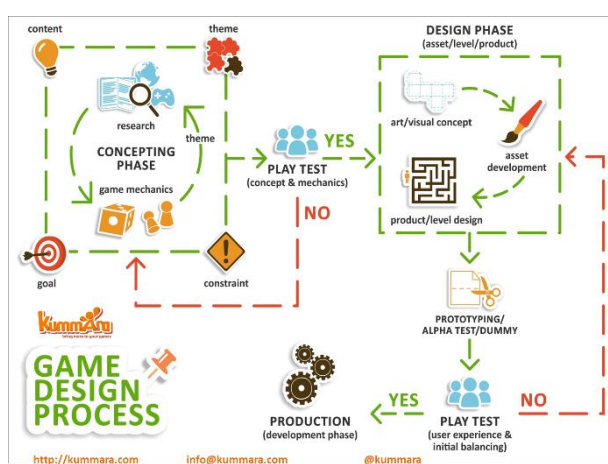 content
theme
research
theme
CONCEPTING
PHASE
game mechanics
goal
constraint
PLAY TEST
(concept & mechanics)
YES
NO
DESIGN PHASE
(asset/level/product)
art/visual concept
asset
development
product/level design
PROTOTYPING/
ALPHA TEST/DUMMY
PLAY TEST
(user experience &
initial balancing)
NO
YES
PRODUCTION
(development phase)
kummara
GAME
DESIGN
PROCESS
http://kummara.com
info@kummara.com
@kummara